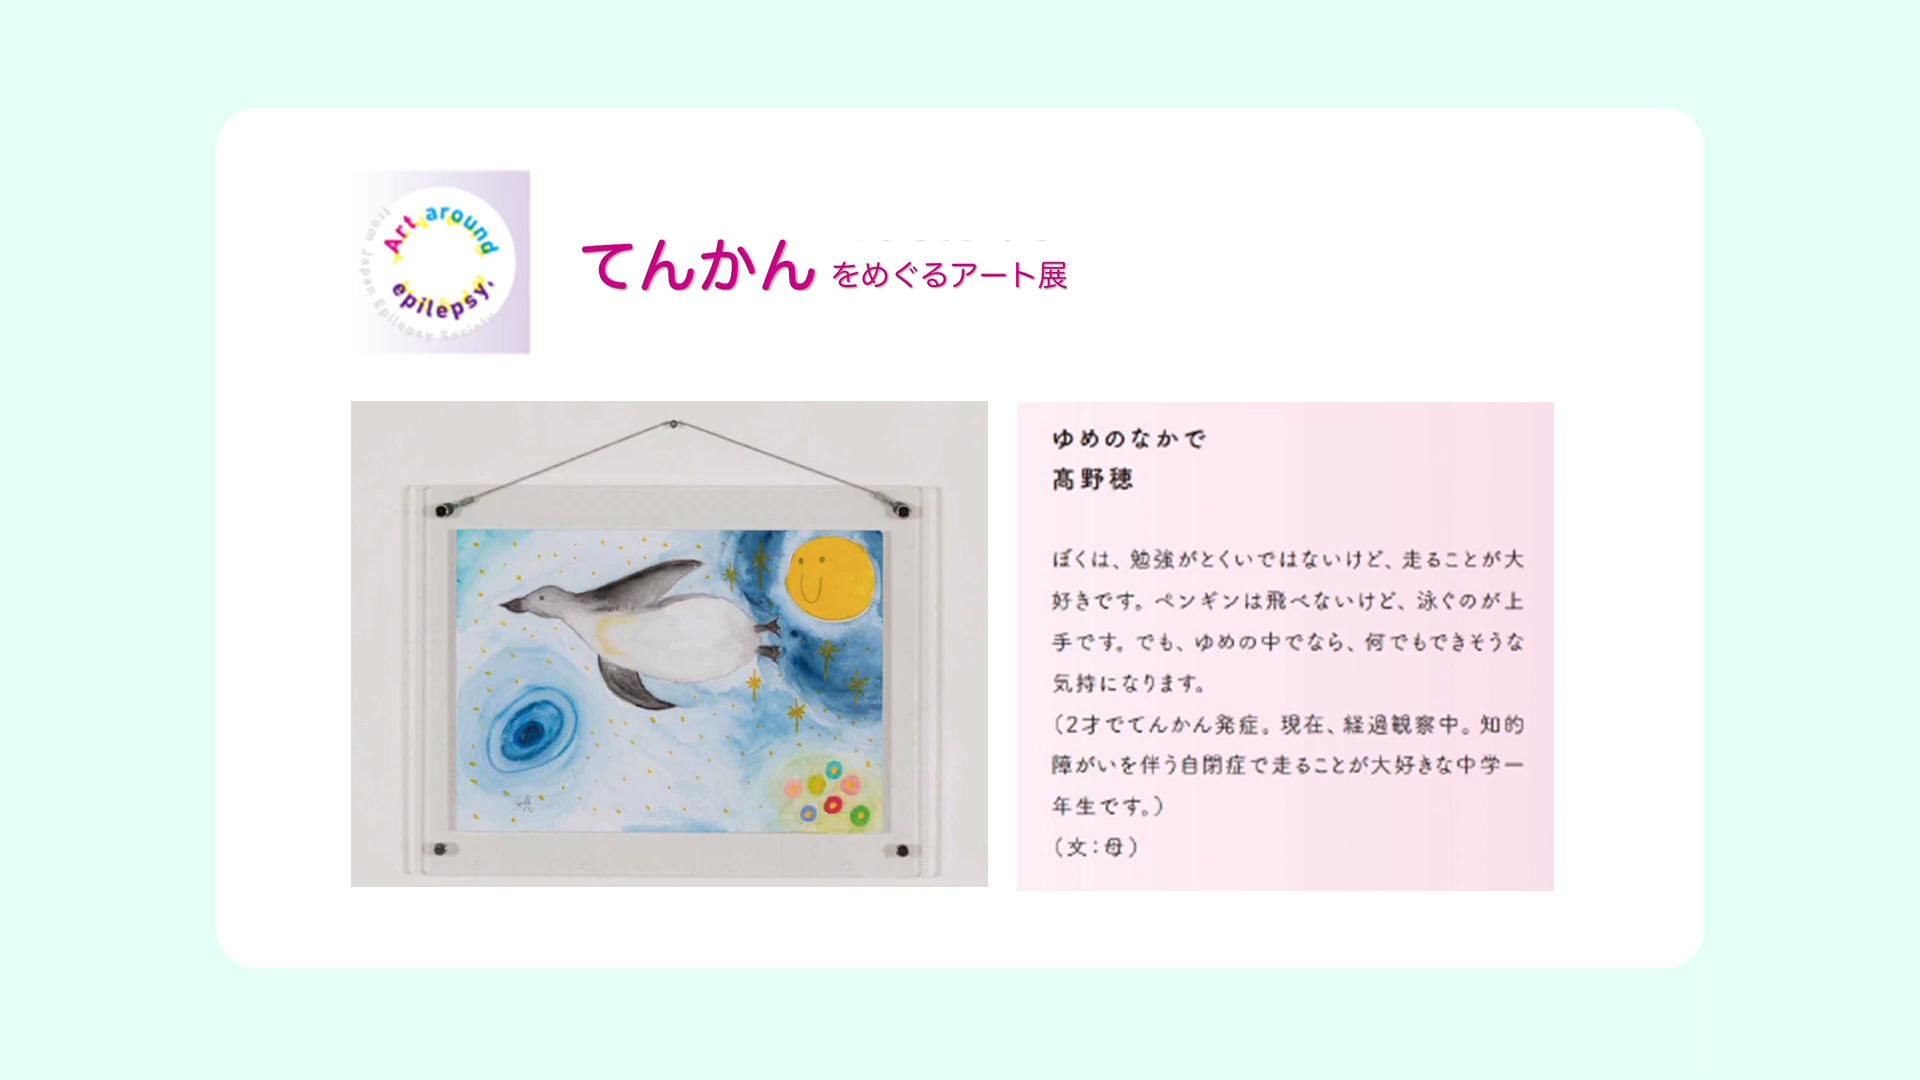 Art around
epilepsy,
from Japan Epilepsy Society
てんかん をめぐるアート展
ゆめのなかで
髙野穂
ぼくは、勉強がとくいではないけど、走ることが大
好きです。ペンギンは飛べないけど、泳ぐのが上
手です。でも、ゆめの中でなら、何でもできそうな
気持になります。
（2才でてんかん発症。現在、経過観察中。知的
障がいを伴う自閉症で走ることが大好きな中学一
年生です。）
（文：母）